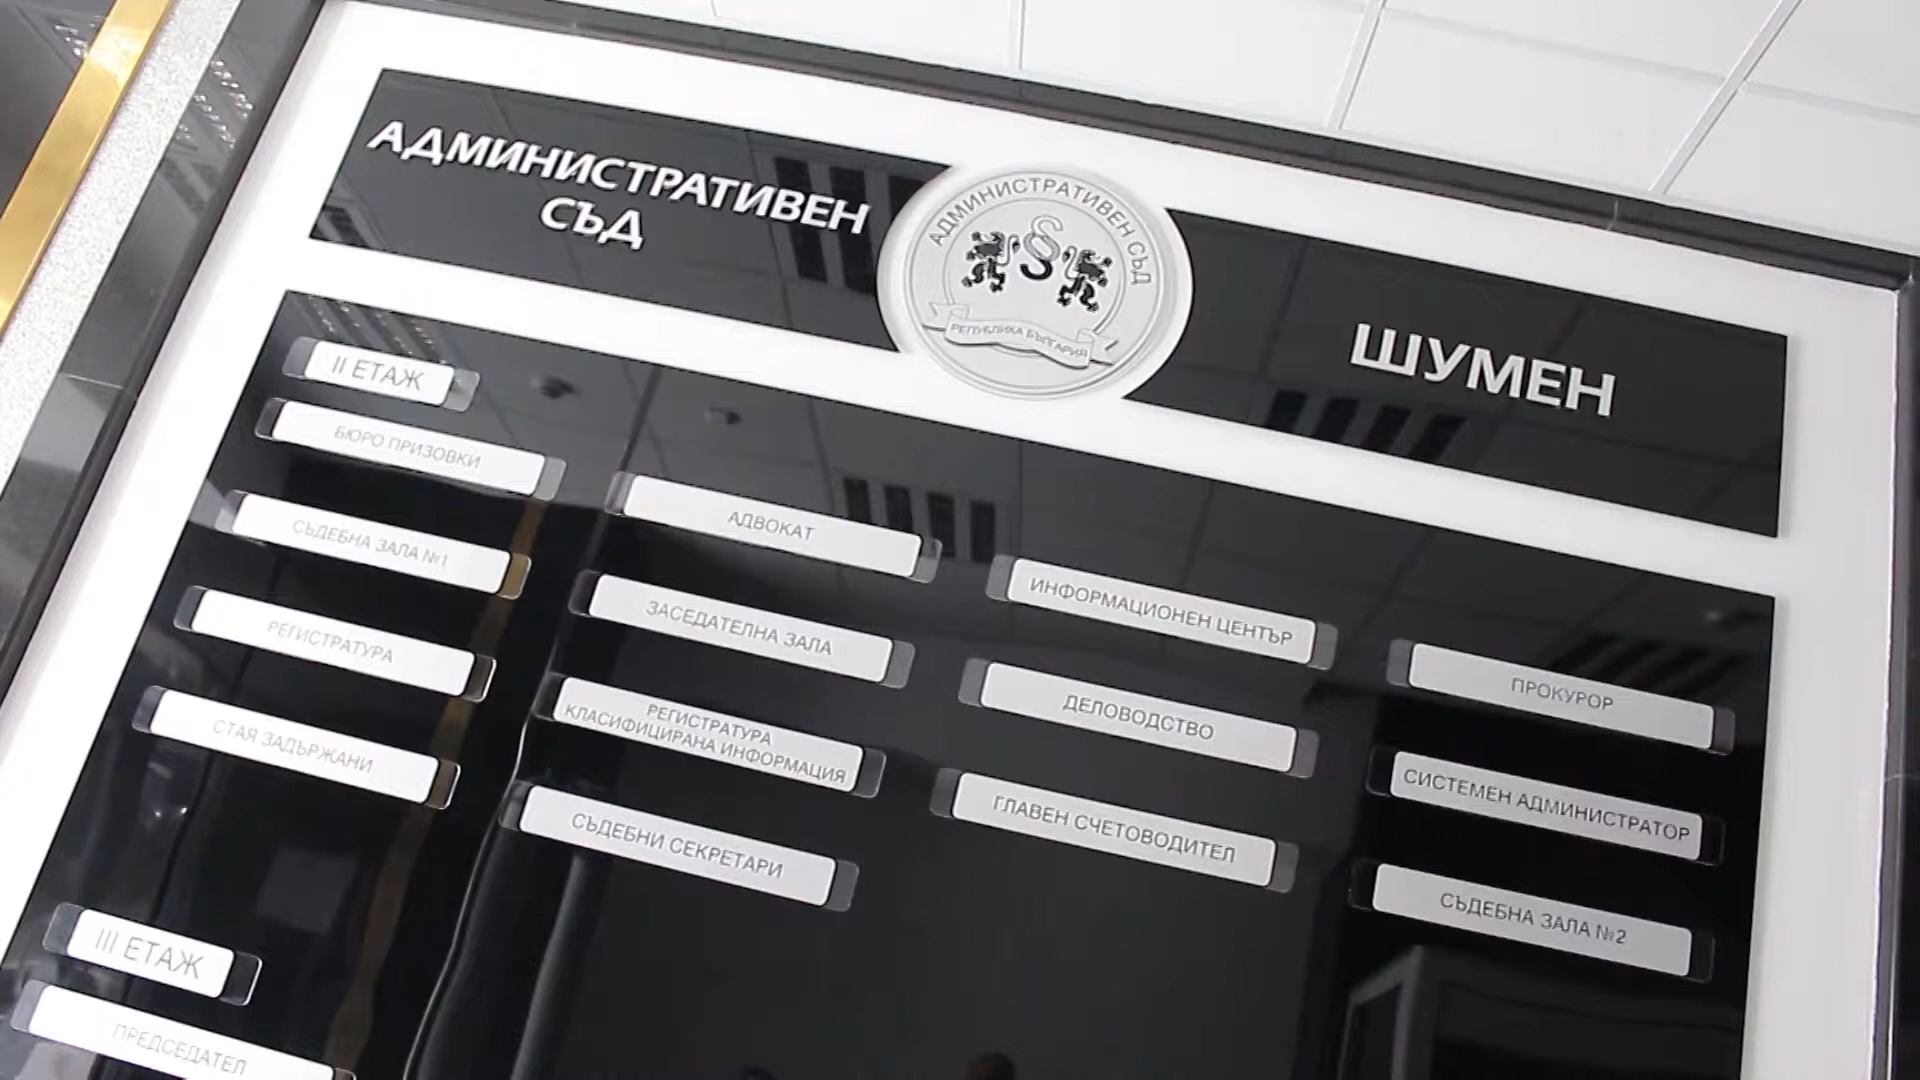 АДМИНИСТРАТИВЕН
СЪД
АДМИНИСТРАТИВЕН СЪД
§
РЕПУБЛИКА БЪЛГАРИЯ
ШУМЕН
II ЕТАЖ
БЮРО ПРИЗОВКИ
СЪДЕБНА ЗАЛА №1
РЕГИСТРАТУРА
СТАЯ ЗАДЪРЖАНИ
АДВОКАТ
ЗАСЕДАТЕЛНА ЗАЛА
РЕГИСТРАТУРА
КЛАСИФИЦИРАНА ИНФОРМАЦИЯ
СЪДЕБНИ СЕКРЕТАРИ
ИНФОРМАЦИОНЕН ЦЕНТЪР
ДЕЛОВОДСТВО
ГЛАВЕН СЧЕТОВОДИТЕЛ
ПРОКУРОР
СИСТЕМЕН АДМИНИСТРАТОР
СЪДЕБНА ЗАЛА №2
III ЕТАЖ
ПРЕДСЕДАТЕЛ